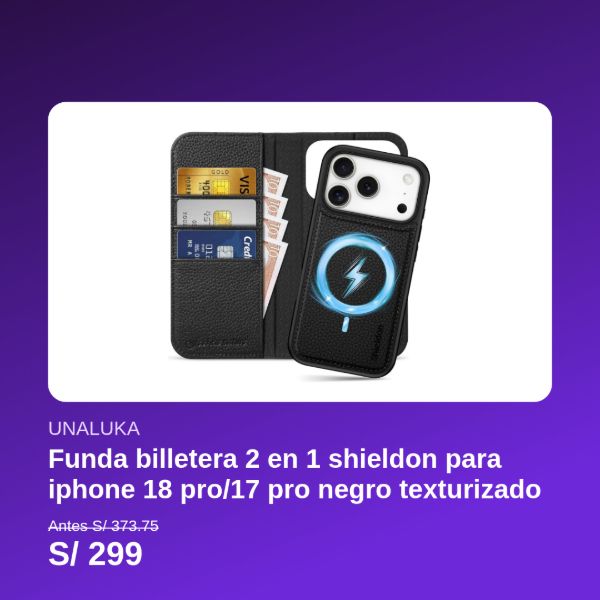 VIS
UNALUKA
Funda billetera 2 en 1 shieldon para
iphone 18 pro/17 pro negro texturizado
Antes S/ 373.75
S/ 299